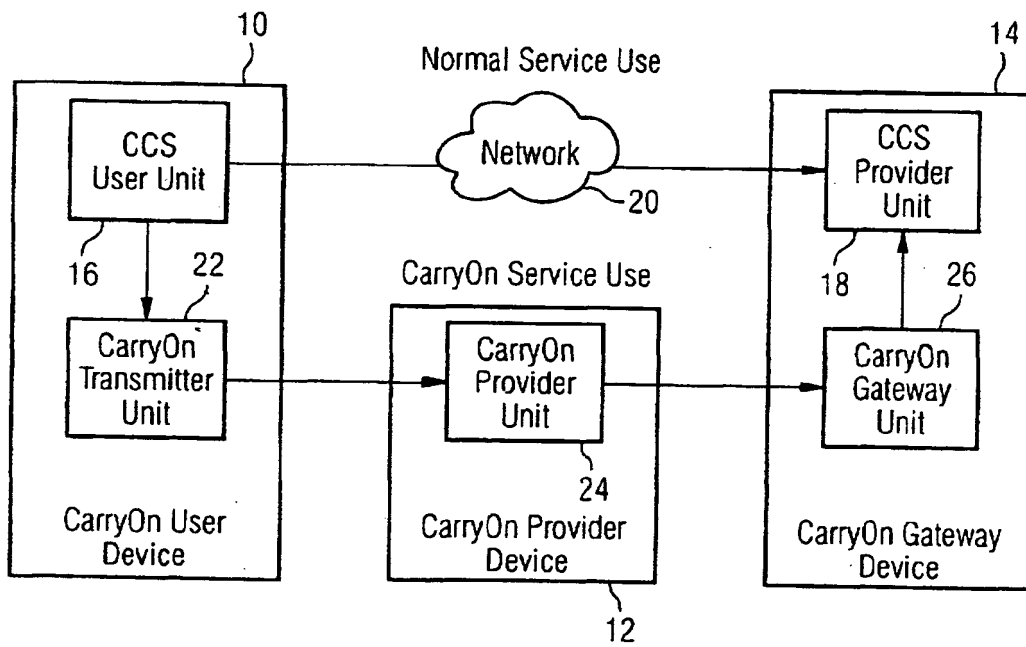 10
14
Normal Service Use
CCS
User Unit
Network
CCS
Provider
Unit
20
16
22
CarryOn Service Use
18
26
CarryOn
Transmitter
Unit
CarryOn
Provider
Unit
CarryOn
Gateway
Unit
24
CarryOn User
Device
CarryOn Provider
Device
CarryOn Gateway
Device
12